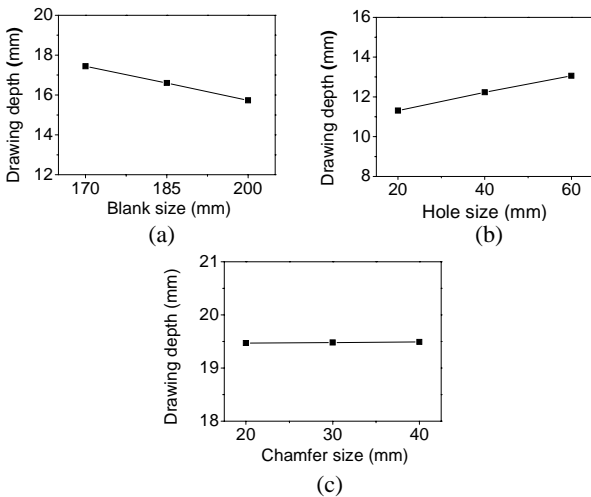 20
18
16
14
12
Drawing depth (mm)
170 185 200
Blank size (mm)
(a)
16
14
12
10
8
Drawing depth (mm)
20 40 60
Hole size (mm)
(b)
21
20
19
18
Drawing depth (mm)
20 30 40
Chamfer size (mm)
(c)